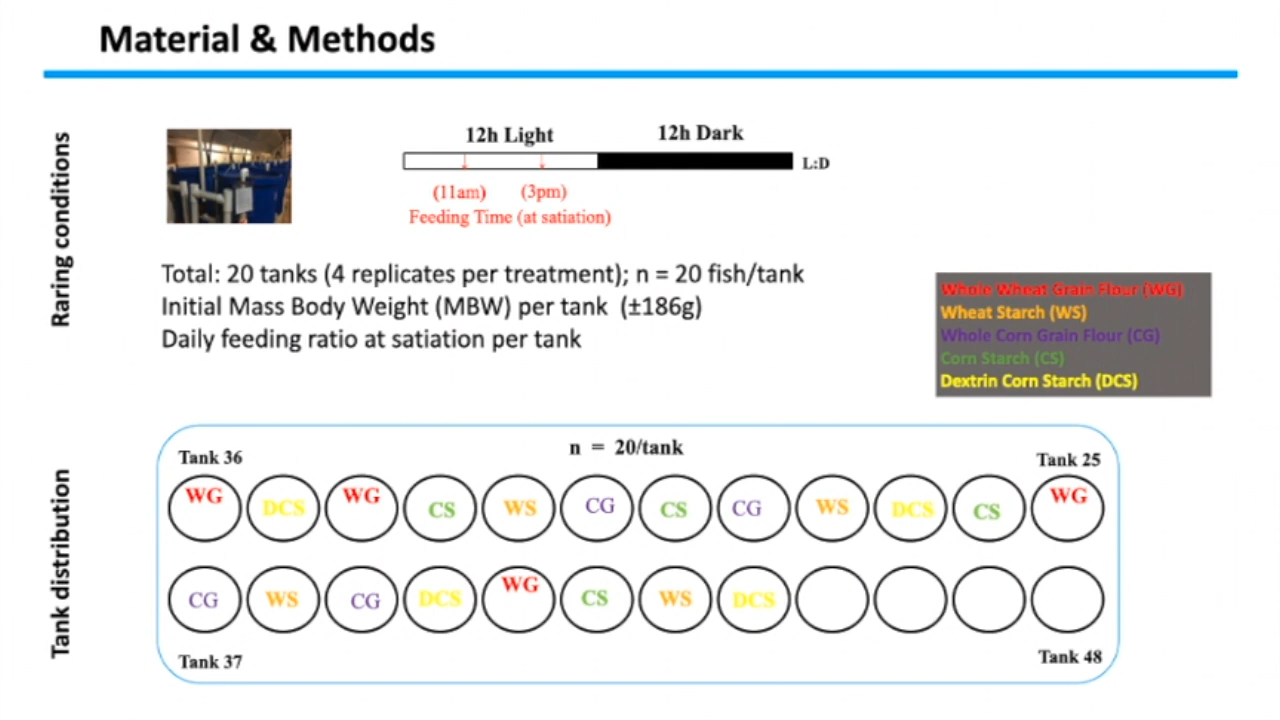 Material & Methods
Raring conditions
12h Light
12h Dark
L:D
(11am)
(3pm)
Feeding Time (at satiation)
Total: 20 tanks (4 replicates per treatment); n = 20 fish/tank
Initial Mass Body Weight (MBW) per tank (±186g)
Daily feeding ratio at satiation per tank
Whole Wheat Grain Flour (WG)
Wheat Starch (WS)
Whole Corn Grain Flour (CG)
Corn Starch (CS)
Dextrin Corn Starch (DCS)
Tank distribution
n = 20/tank
Tank 36
Tank 25
WG DCS WG CS WS CG CS CG WS DCS CS WG
CG WS CG DCS WG CS WS DCS
Tank 37
Tank 48